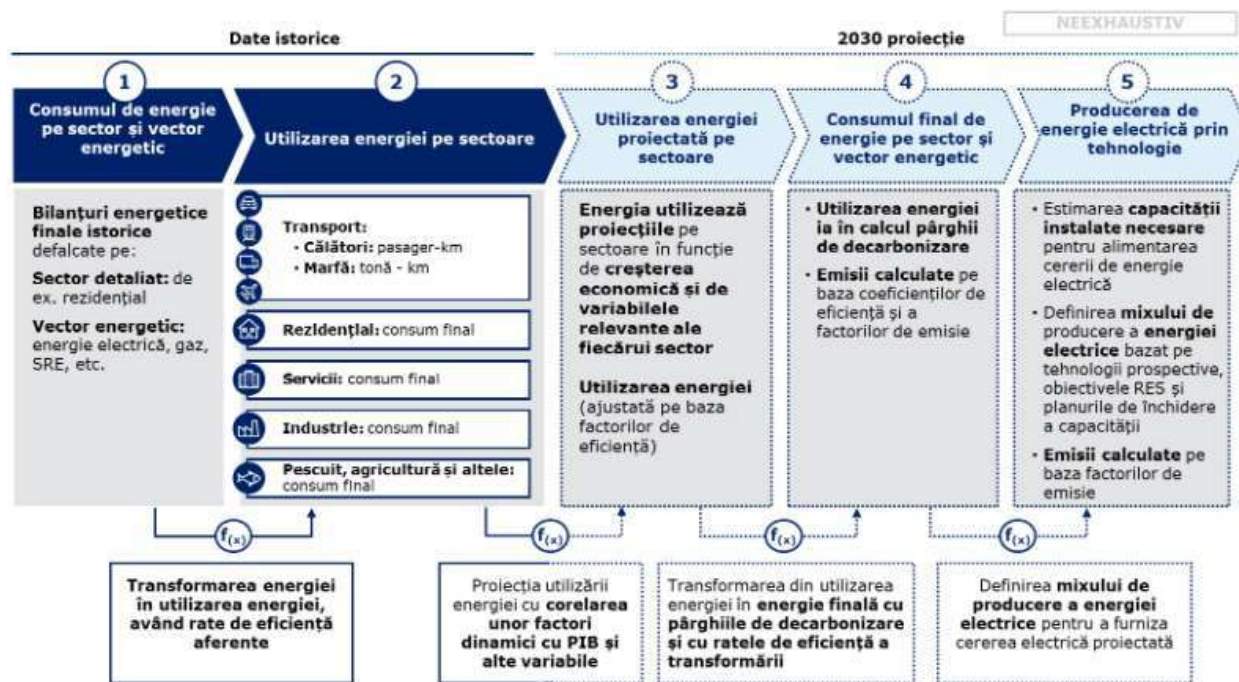 NEEXHAUSTIV
Date istorice
2030 proiecție
1
Consumul de energie
pe sector și vector
energetic
2
Utilizarea energiei pe sectoare
3
Utilizarea energiei
proiectată pe
sectoare
4
Consumul final de
energie pe sector și
vector energetic
5
Producerea de
energie electrică prin
tehnologie
Bilanțuri energetice
finale istorice
defalcate pe:
Sector detaliat: de
ex. rezidențial
Vector energetic:
energie electrică, gaz,
SRE, etc.
Transport:
• Călători: pasager-km
• Marfă: tonă - km
Rezidențial: consum final
Servicii: consum final
Industrie: consum final
Pescuit, agricultură și altele:
consum final
Energia utilizează
proiecțiile pe
sectoare în funcție
de creșterea
economică și de
variabilele
relevante ale
fiecărui sector
Utilizarea energiei
(ajustată pe baza
factorilor de
eficiență)
• Utilizarea energiei
ia în calcul pârghii
de decarbonizare
• Emisii calculate pe
baza coeficienților de
eficiență și a
factorilor de emisie
• Estimarea capacității
instalate necesare
pentru alimentarea
cererii de energie
electrică
• Definirea mixului de
producere a energiei
electrice bazat pe
tehnologii prospective,
obiectivele RES și
planurile de închidere
a capacității
• Emisii calculate pe
baza factorilor de
emisie
f(x)
f(x)
f(x)
f(x)
Transformarea energiei
în utilizarea energiei,
având rate de eficiență
aferente
Proiecția utilizării
energiei cu corelarea
unor factori
dinamici cu PIB și
alte variabile
Transformarea din utilizarea
energiei în energie finală cu
pârghiile de decarbonizare
și cu ratele de eficiență a
transformării
Definirea mixului de
producere a energiei
electrice pentru a furniza
cererea electrică proiectată